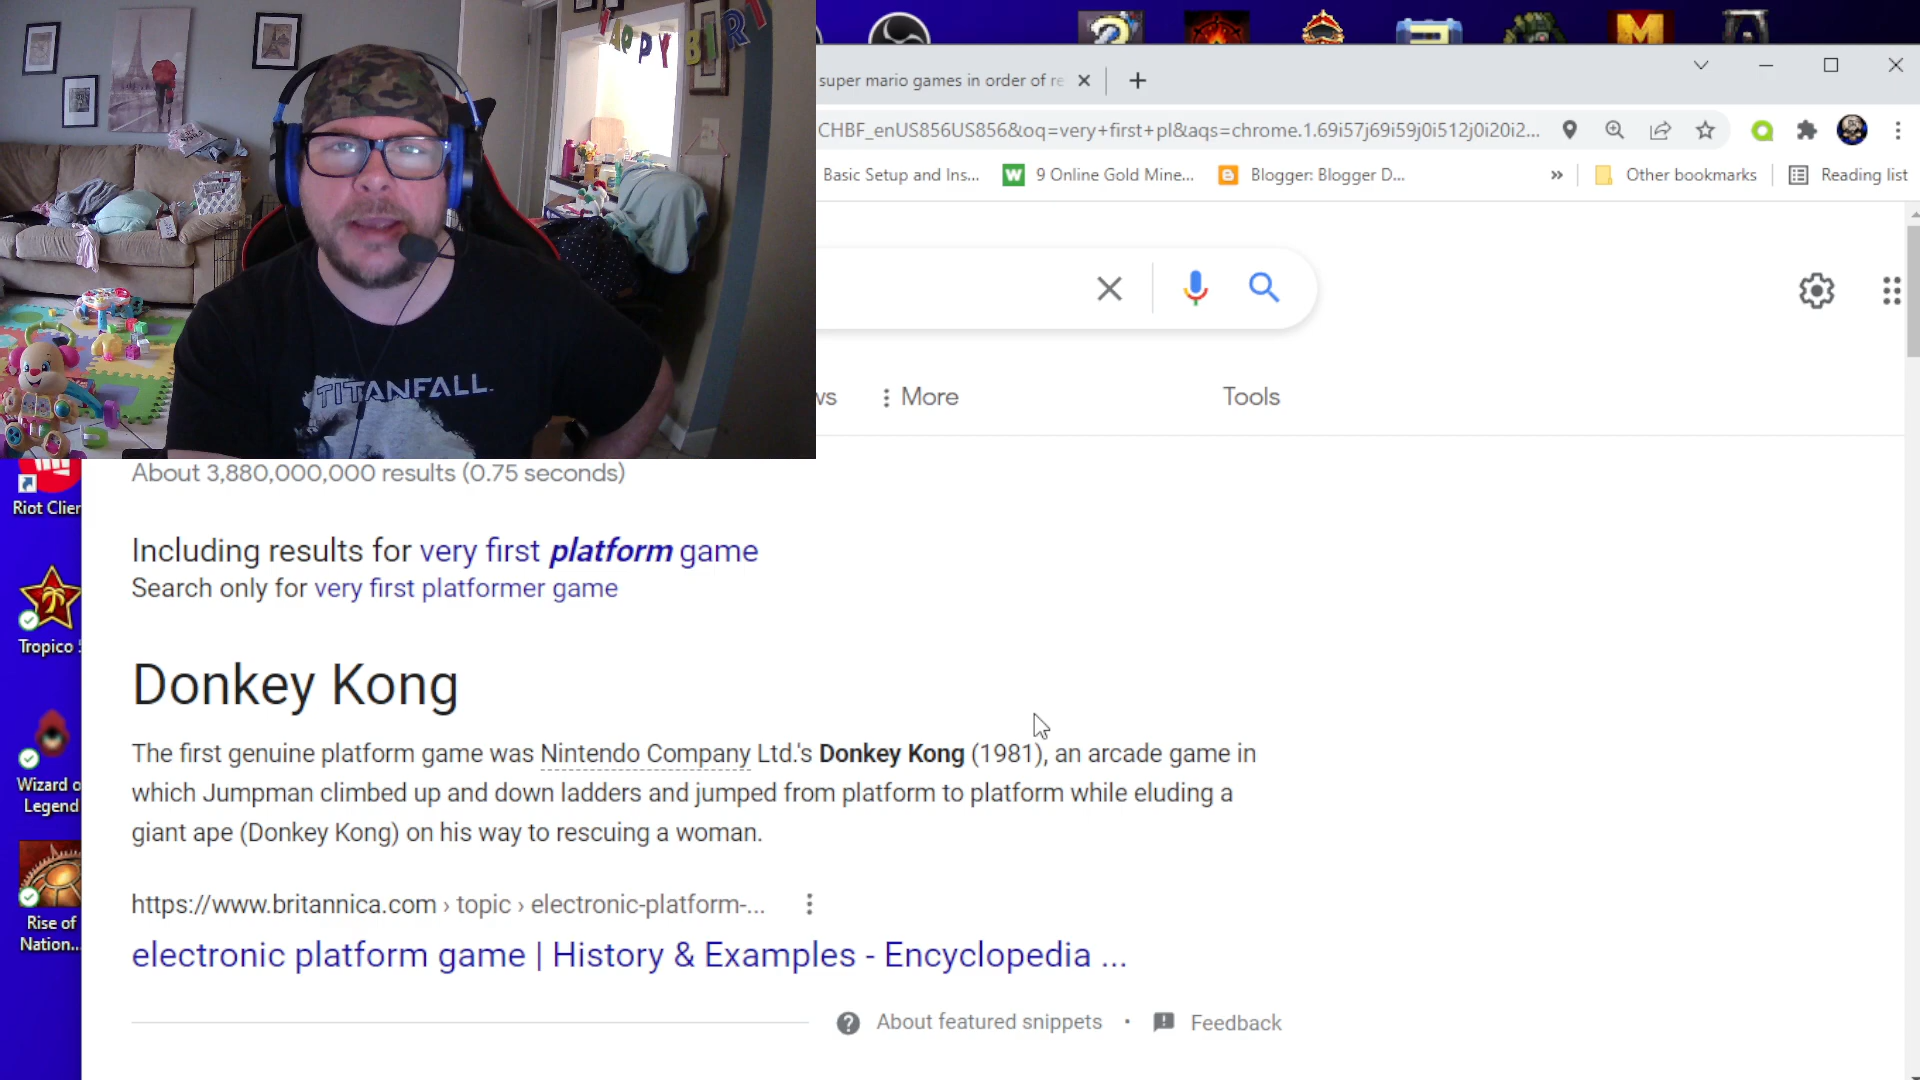 HAPPY BIRT
TITANFALL
super mario games in order of re
CHBF_enUS856US856&oq=very+first+pl&aqs=chrome.1.69i57j69i59j0i512j0i20i2...
Basic Setup and Ins...
9 Online Gold Mine...
Blogger: Blogger D...
»
Other bookmarks
Reading list
ws
More
Tools
About 3,880,000,000 results (0.75 seconds)
Including results for very first platform game
Search only for very first platformer game
Donkey Kong
The first genuine platform game was Nintendo Company Ltd.'s Donkey Kong (1981), an arcade game in
which Jumpman climbed up and down ladders and jumped from platform to platform while eluding a
giant ape (Donkey Kong) on his way to rescuing a woman.
https://www.britannica.com › topic › electronic-platform-...
electronic platform game | History & Examples - Encyclopedia ...
About featured snippets
•
Feedback
Riot Clien
Tropico 5
Wizard o
Legend
Rise of
Nation...